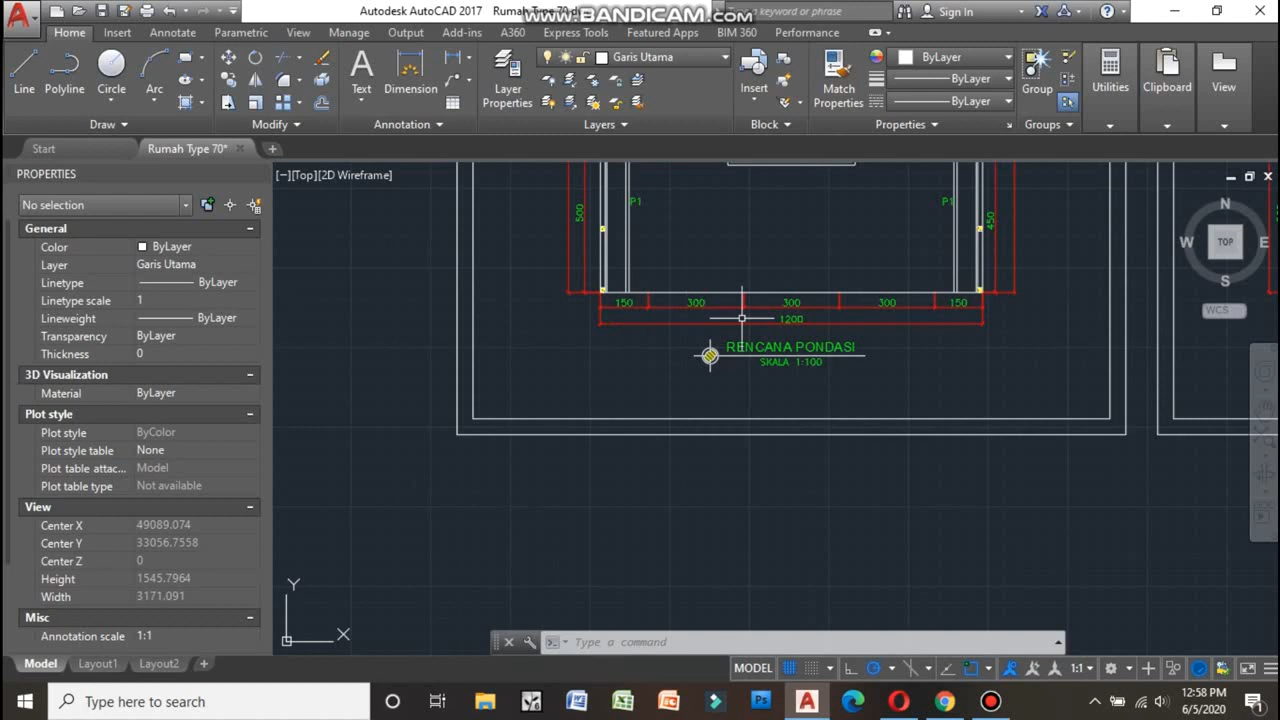 Autodesk AutoCAD 2017 Rumah Type 70.d
www.BANDICAM.com
key or phrase
Sign In
Home Insert Annotate Parametric View Manage Output Add-ins A360 Express Tools Featured Apps BIM 360 Performance
Line Polyline Circle Arc
Text Dimension
Layer
Properties
Garis Utama
Insert
Match
Properties
ByLayer
ByLayer
ByLayer
Group
Utilities
Clipboard
View
Draw Modify Annotation Layers Block Properties Groups
Start Rumah Type 70*
PROPERTIES
No selection
General
Color ByLayer
Layer Garis Utama
Linetype ByLayer
Linetype scale 1
Lineweight ByLayer
Transparency ByLayer
Thickness 0
3D Visualization
Material ByLayer
Plot style
Plot style ByColor
Plot style table None
Plot table attac... Model
Plot table type Not available
View
Center X 49089.074
Center Y 33056.7558
Center Z 0
Height 1545.7964
Width 3171.091
Misc
Annotation scale 1:1
[−][Top][2D Wireframe]
P1 P1
500 450
150 300 300 300 150
1200
RENCANA PONDASI
SKALA 1:100
N
W TOP E
S
WCS
Y
X
Type a command
Model Layout1 Layout2
MODEL 1:1
Type here to search
12:58 PM
6/5/2020